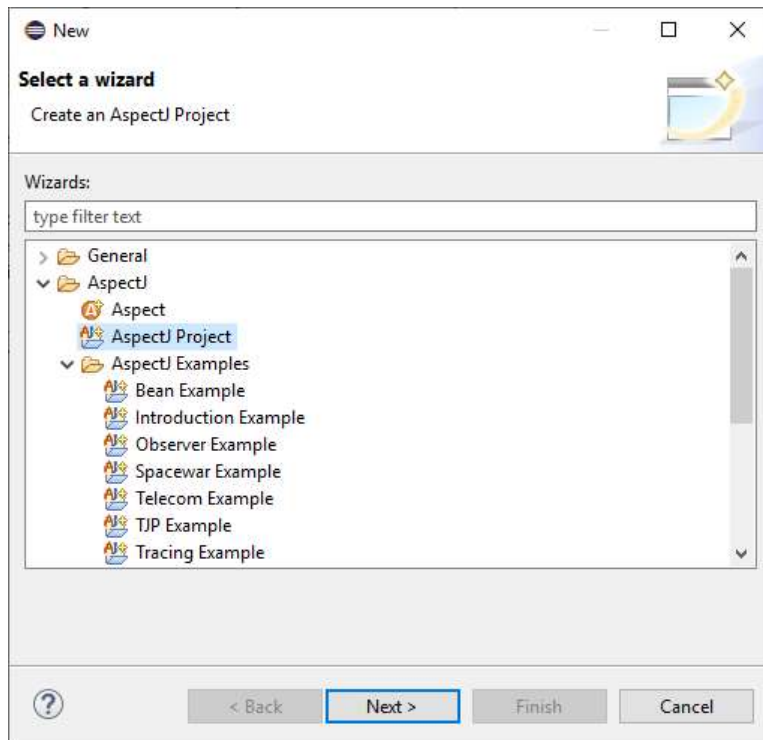 New
Select a wizard
Create an AspectJ Project
Wizards:
type filter text
General
AspectJ
Aspect
AspectJ Project
AspectJ Examples
Bean Example
Introduction Example
Observer Example
Spacewar Example
Telecom Example
TJP Example
Tracing Example
? < Back Next > Finish Cancel